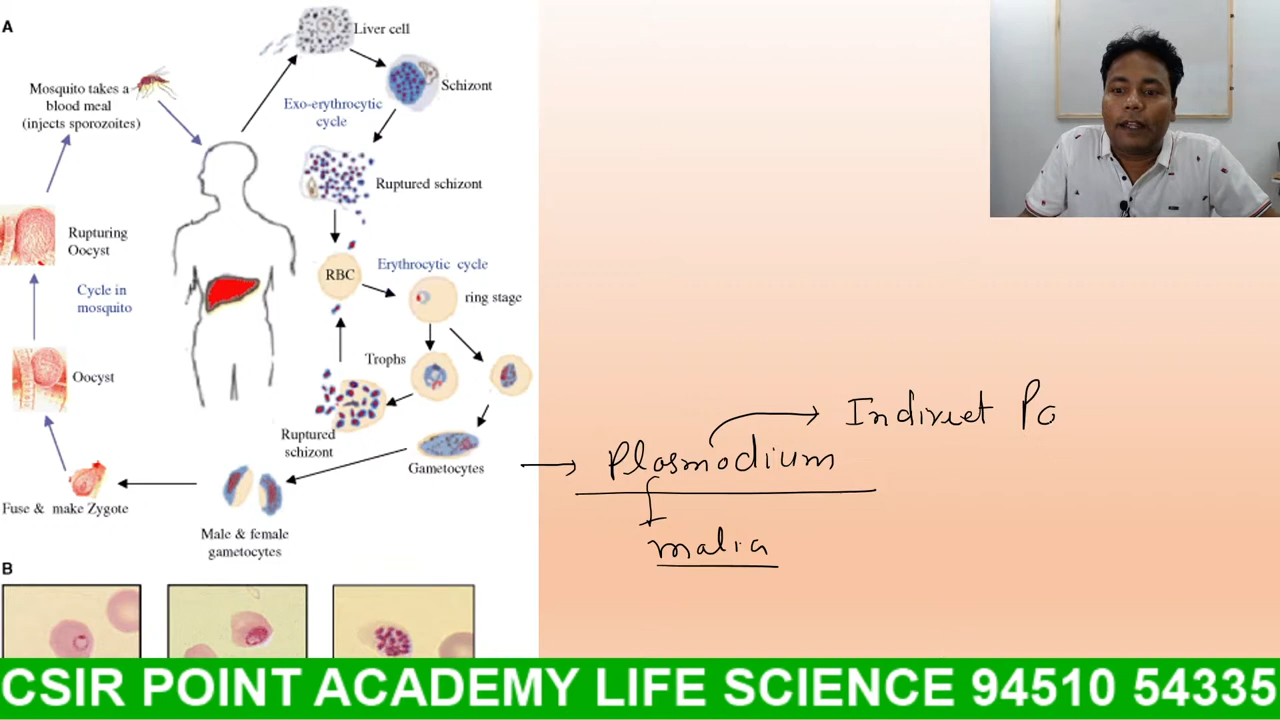 A
Liver cell
Mosquito takes a
blood meal
(injects sporozoites)
Schizont
Exo-erythrocytic
cycle
Ruptured schizont
Rupturing
Oocyst
RBC
Erythrocytic cycle
ring stage
Cycle in
mosquito
Trophs
Oocyst
Ruptured
schizont
Gametocytes
Fuse & make Zygote
Male & female
gametocytes
Indirect Pa
Plasmodium
malia
B
CSIR POINT ACADEMY LIFE SCIENCE 94510 54335